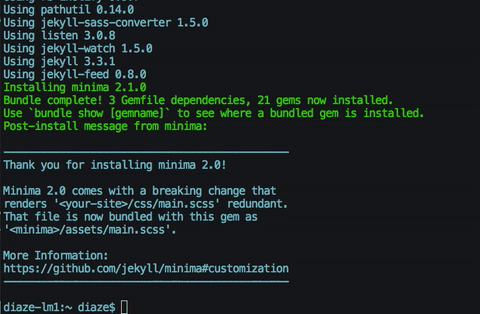 Using pathutil 0.14.0
Using jekyll-sass-converter 1.5.0
Using listen 3.0.8
Using jekyll-watch 1.5.0
Using jekyll 3.3.1
Using jekyll-feed 0.8.0
Installing minima 2.1.0
Bundle complete! 3 Gemfile dependencies, 21 gems now installed.
Use `bundle show [gemname]` to see where a bundled gem is installed.
Post-install message from minima:
----------------------------------------------
Thank you for installing minima 2.0!
Minima 2.0 comes with a breaking change that
renders '<your-site>/css/main.scss' redundant.
That file is now bundled with this gem as
'<minima>/assets/main.scss'.
More Information:
https://github.com/jekyll/minima#customization
----------------------------------------------
diaze-lm1:~ diaze$